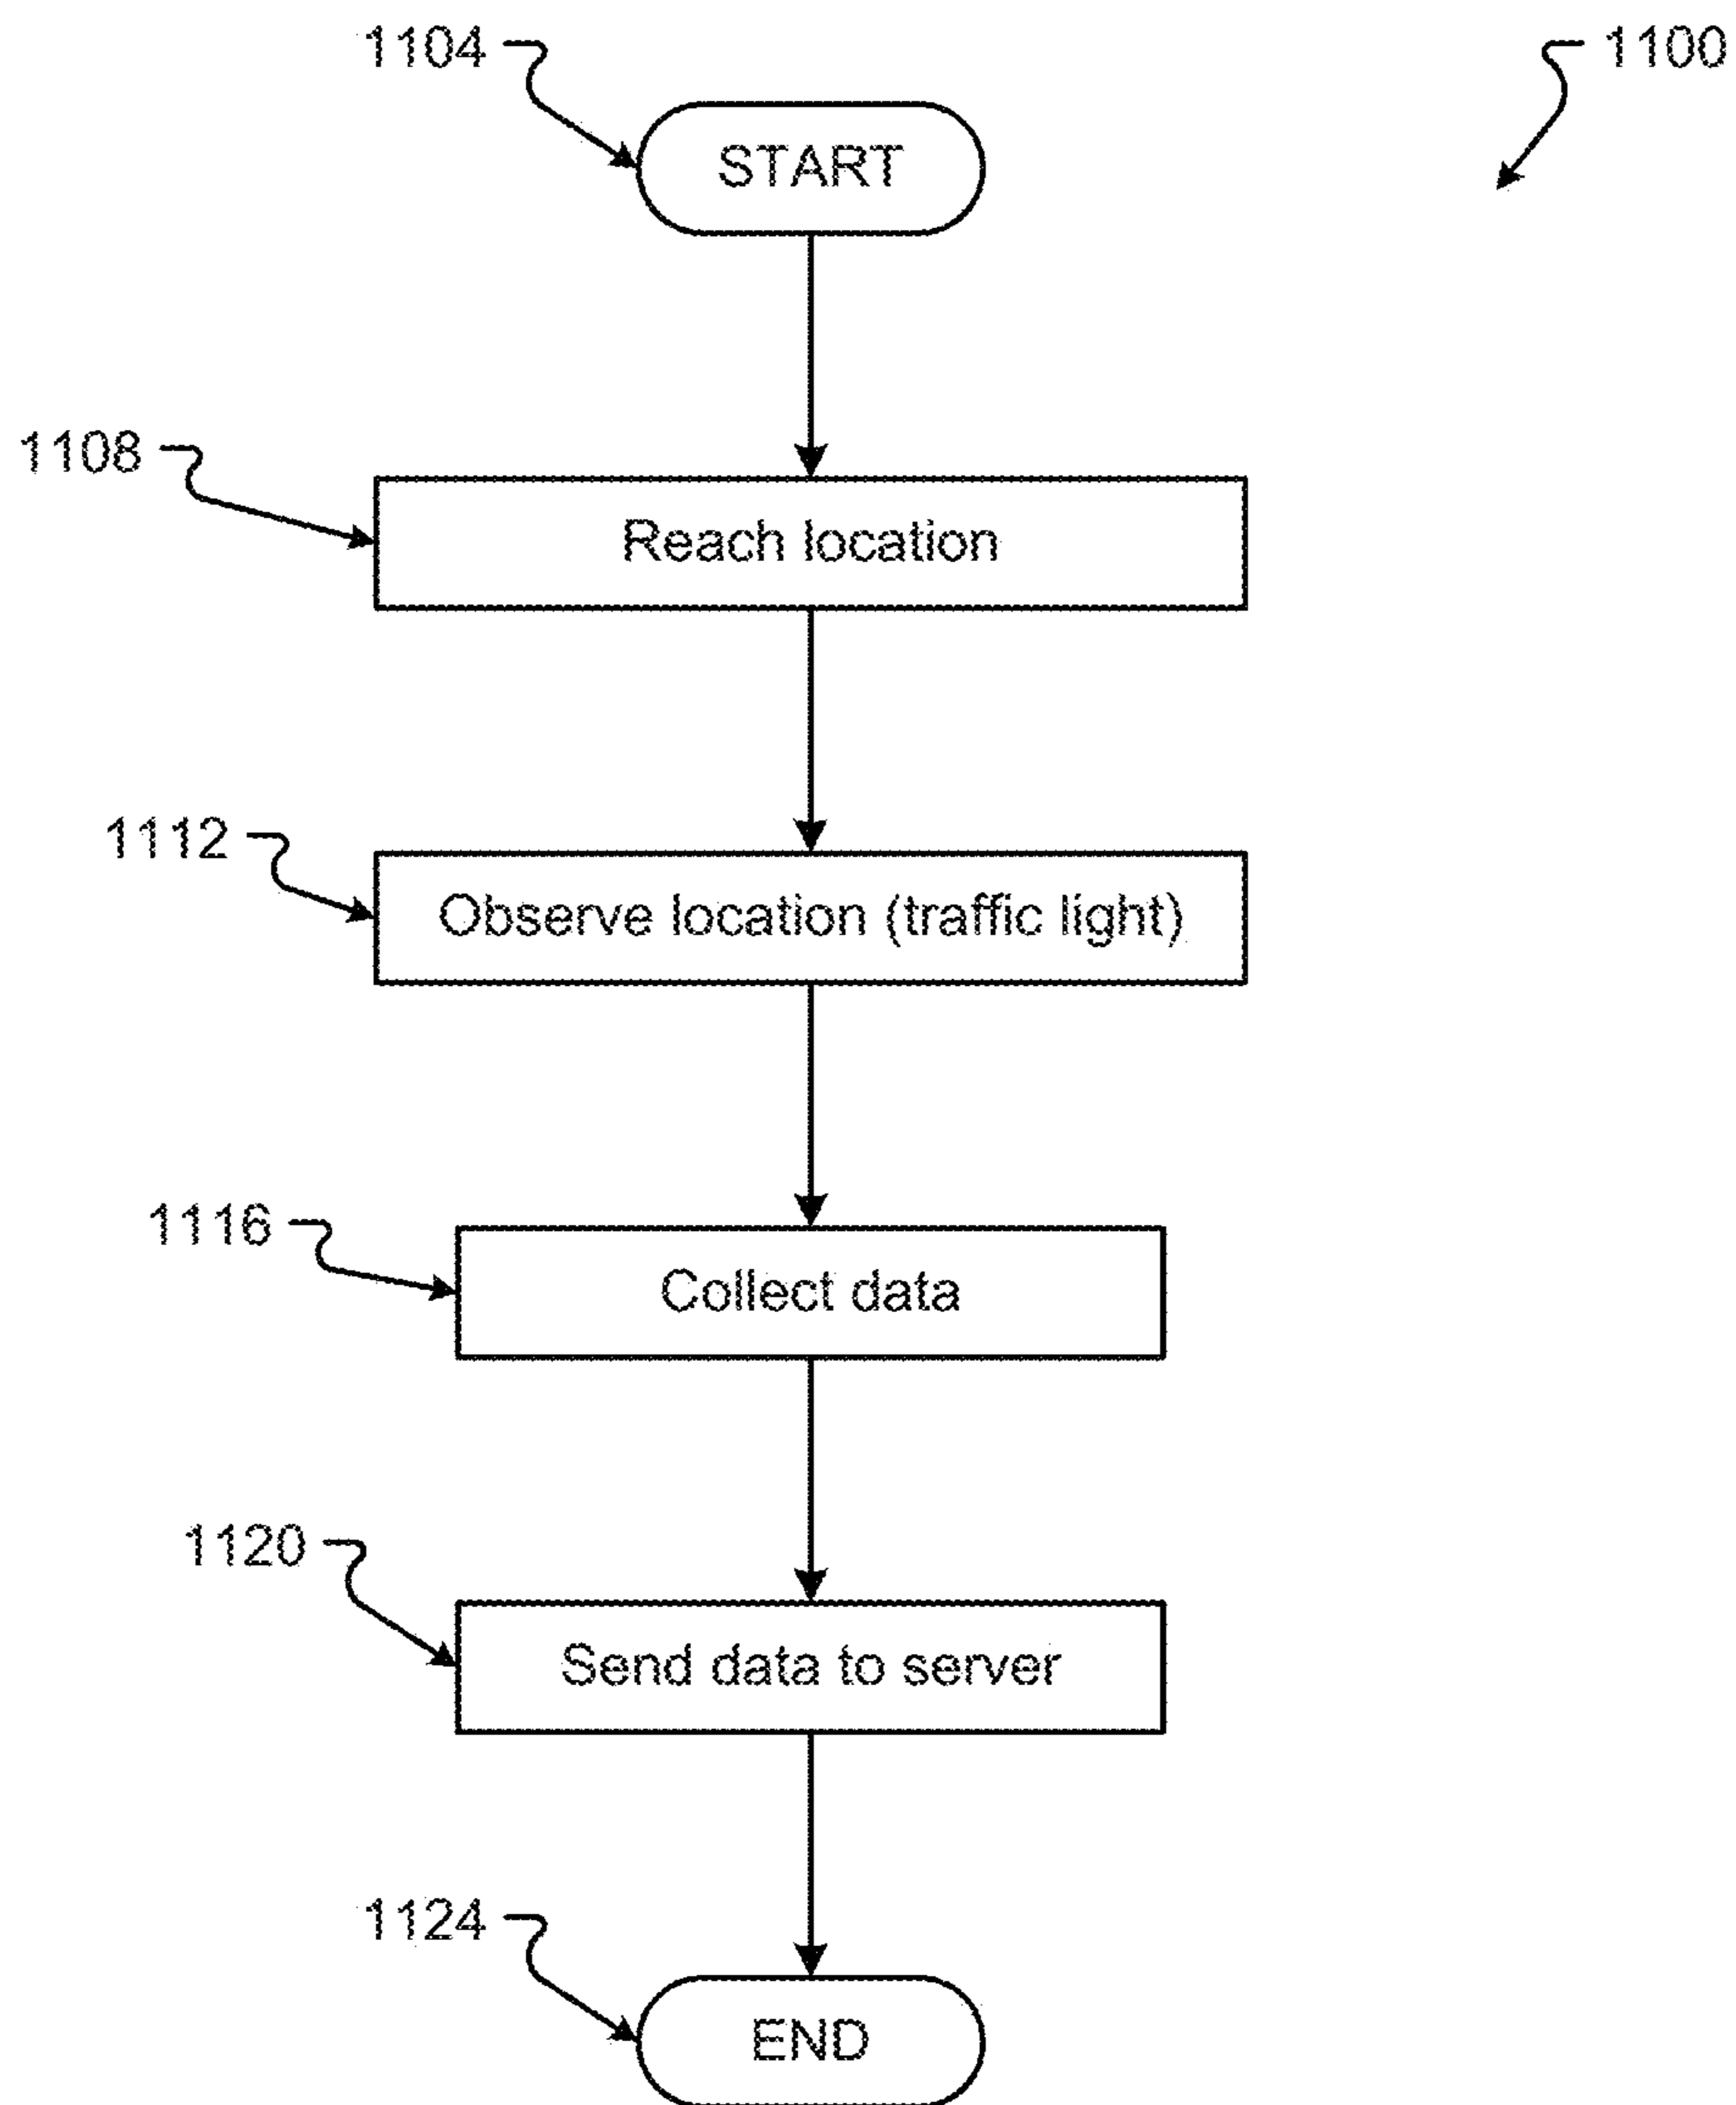 1104
1100
START
1108
Reach location
1112
Observe location (traffic light)
1116
Collect data
1120
Send data to server
1124
END